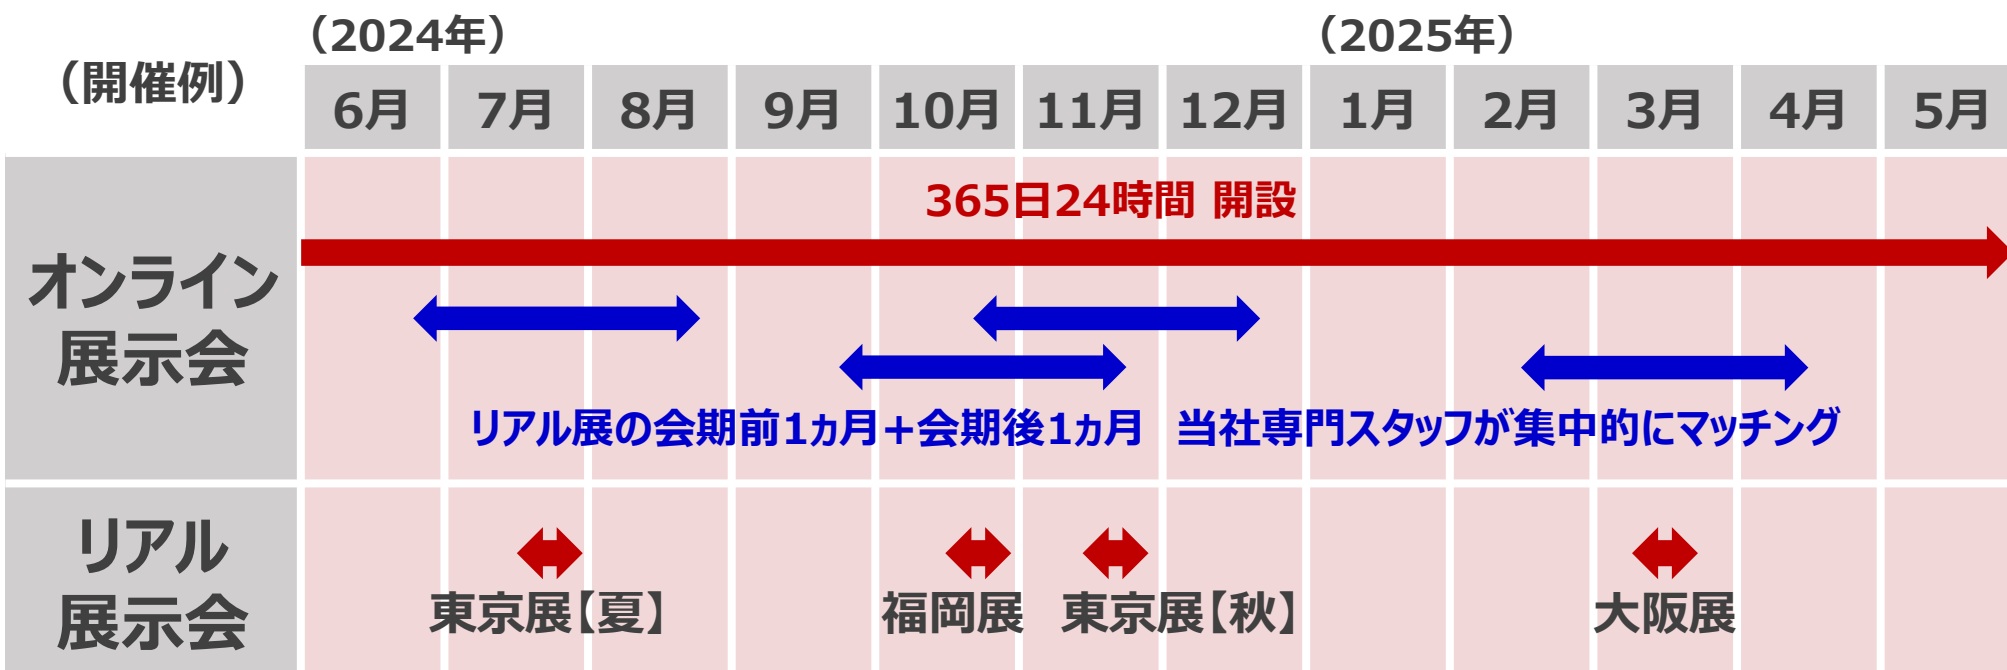 （2024年）
（2025年）
（開催例）
6月 7月 8月 9月 10月 11月 12月 1月 2月 3月 4月 5月
365日24時間 開設
オンライン
展示会
リアル展の会期前1ヵ月＋会期後1ヵ月 当社専門スタッフが集中的にマッチング
リアル
展示会
東京展【夏】 福岡展 東京展【秋】 大阪展